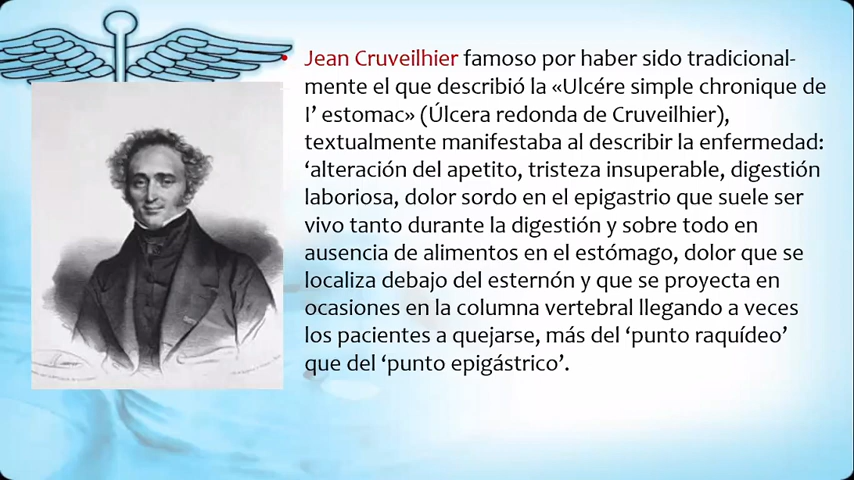 Jean Cruveilhier famoso por haber sido tradicional-
mente el que describió la «Ulcére simple chronique de
I’ estomac» (Úlcera redonda de Cruveilhier),
textualmente manifestaba al describir la enfermedad:
‘alteración del apetito, tristeza insuperable, digestión
laboriosa, dolor sordo en el epigastrio que suele ser
vivo tanto durante la digestión y sobre todo en
ausencia de alimentos en el estómago, dolor que se
localiza debajo del esternón y que se proyecta en
ocasiones en la columna vertebral llegando a veces
los pacientes a quejarse, más del ‘punto raquídeo’
que del ‘punto epigástrico’.